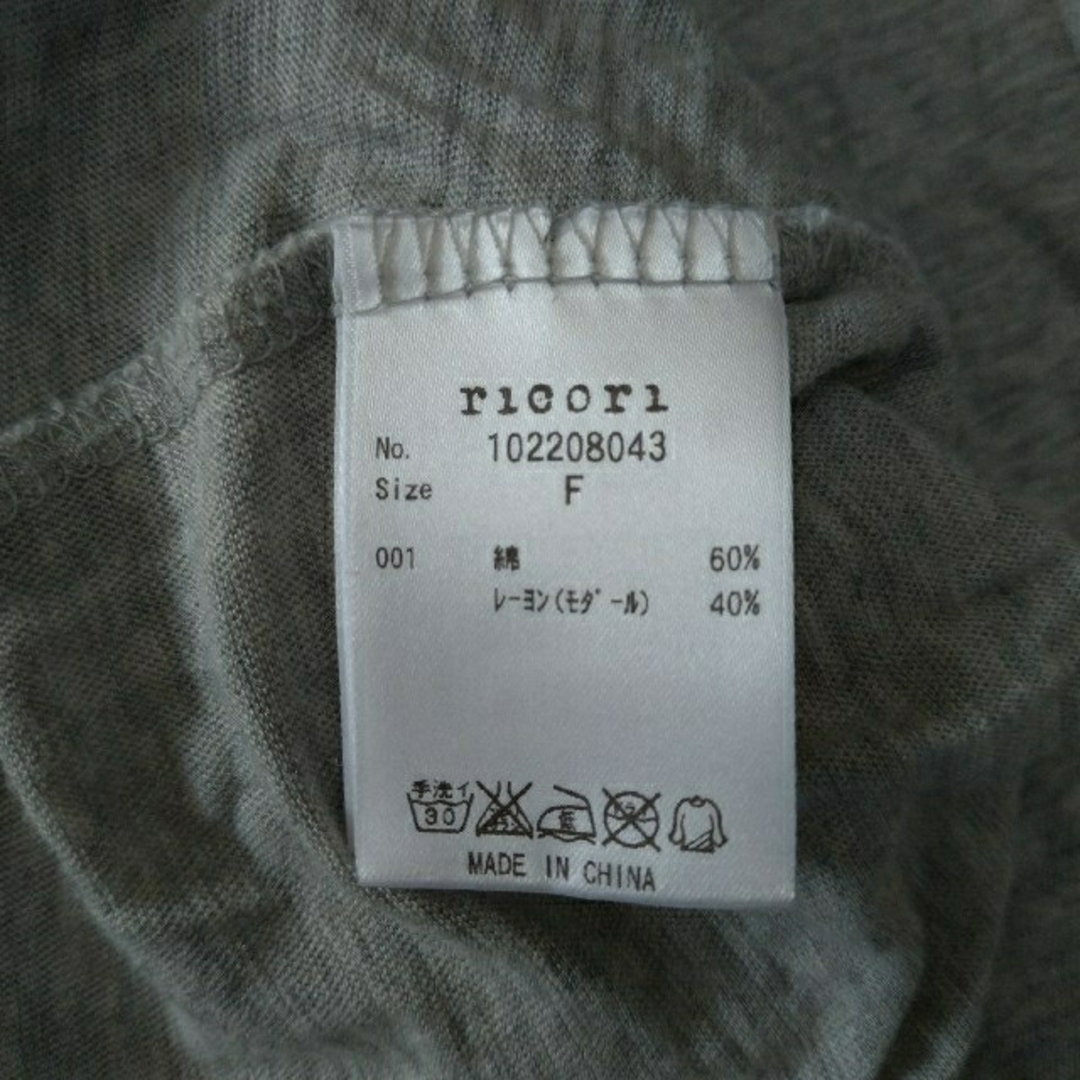 ricori
No. 102208043
Size F
001 綿 60%
レーヨン(モダール) 40%
手洗イ
30
MADE IN CHINA